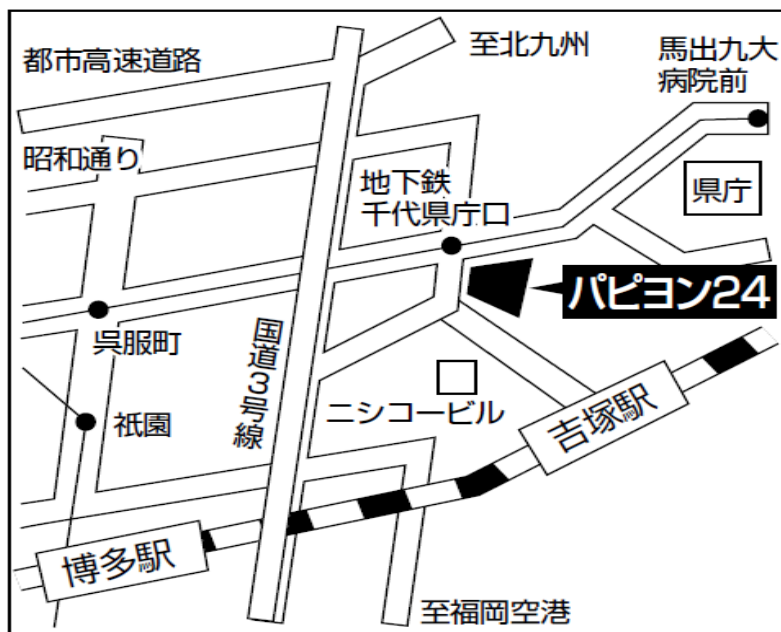 都市高速道路
至北九州
馬出九大
病院前
昭和通り
地下鉄
千代県庁口
県庁
パピヨン24
呉服町
国道3号線
ニシコービル
祇園
吉塚駅
博多駅
至福岡空港